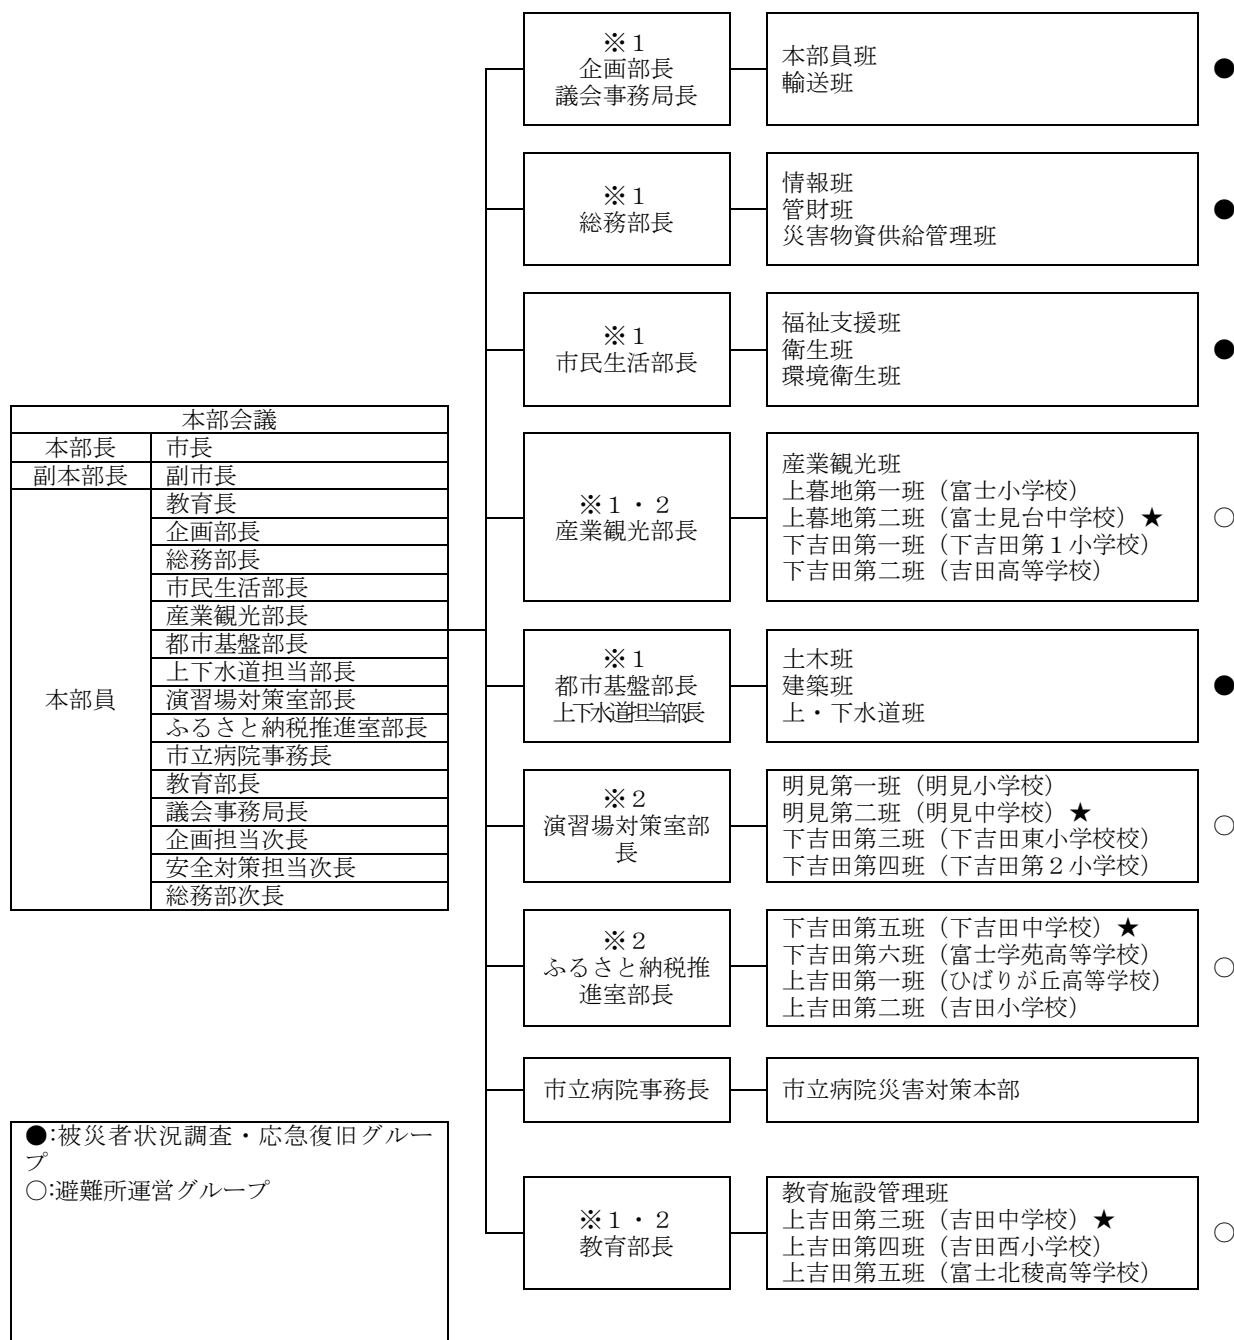 ※１
企画部長
議会事務局長
本部員班
輸送班
●
※１
総務部長
情報班
管財班
災害物資供給管理班
●
※１
市民生活部長
福祉支援班
衛生班
環境衛生班
●
本部会議
本部長 市長
副本部長 副市長
本部員
教育長
企画部長
総務部長
市民生活部長
産業観光部長
都市基盤部長
上下水道担当部長
演習場対策室部長
ふるさと納税推進室部長
市立病院事務長
教育部長
議会事務局長
企画担当次長
安全対策担当次長
総務部次長
※１・２
産業観光部長
産業観光班
上暮地第一班（富士小学校）
上暮地第二班（富士見台中学校）★
下吉田第一班（下吉田第１小学校）
下吉田第二班（吉田高等学校）
○
※１
都市基盤部長
上下水道担当部長
土木班
建築班
上・下水道班
●
※２
演習場対策室部
長
明見第一班（明見小学校）
明見第二班（明見中学校）★
下吉田第三班（下吉田東小学校校）
下吉田第四班（下吉田第２小学校）
○
※２
ふるさと納税推
進室部長
下吉田第五班（下吉田中学校）★
下吉田第六班（富士学苑高等学校）
上吉田第一班（ひばりが丘高等学校）
上吉田第二班（吉田小学校）
○
市立病院事務長
市立病院災害対策本部
※１・２
教育部長
教育施設管理班
上吉田第三班（吉田中学校）★
上吉田第四班（吉田西小学校）
上吉田第五班（富士北稜高等学校）
○
●:被災者状況調査・応急復旧グルー
プ
○:避難所運営グループ